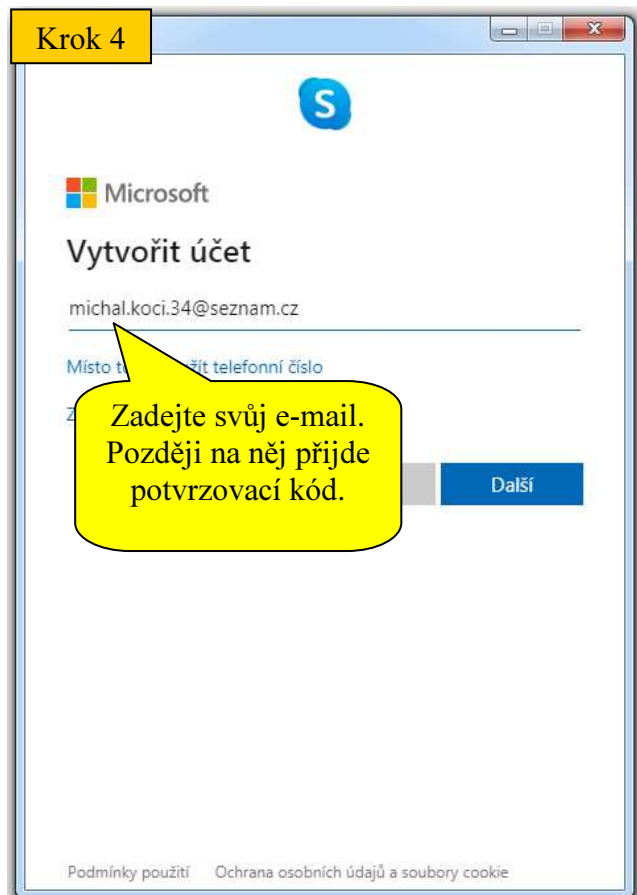 Krok 4
S
Microsoft
Vytvořit účet
michal.koci.34@seznam.cz
Místo telefonní číslo
Zadejte svůj e-mail.
Později na něj přijde
potvrzovací kód.
Další
Podmínky použití Ochrana osobních údajů a soubory cookie